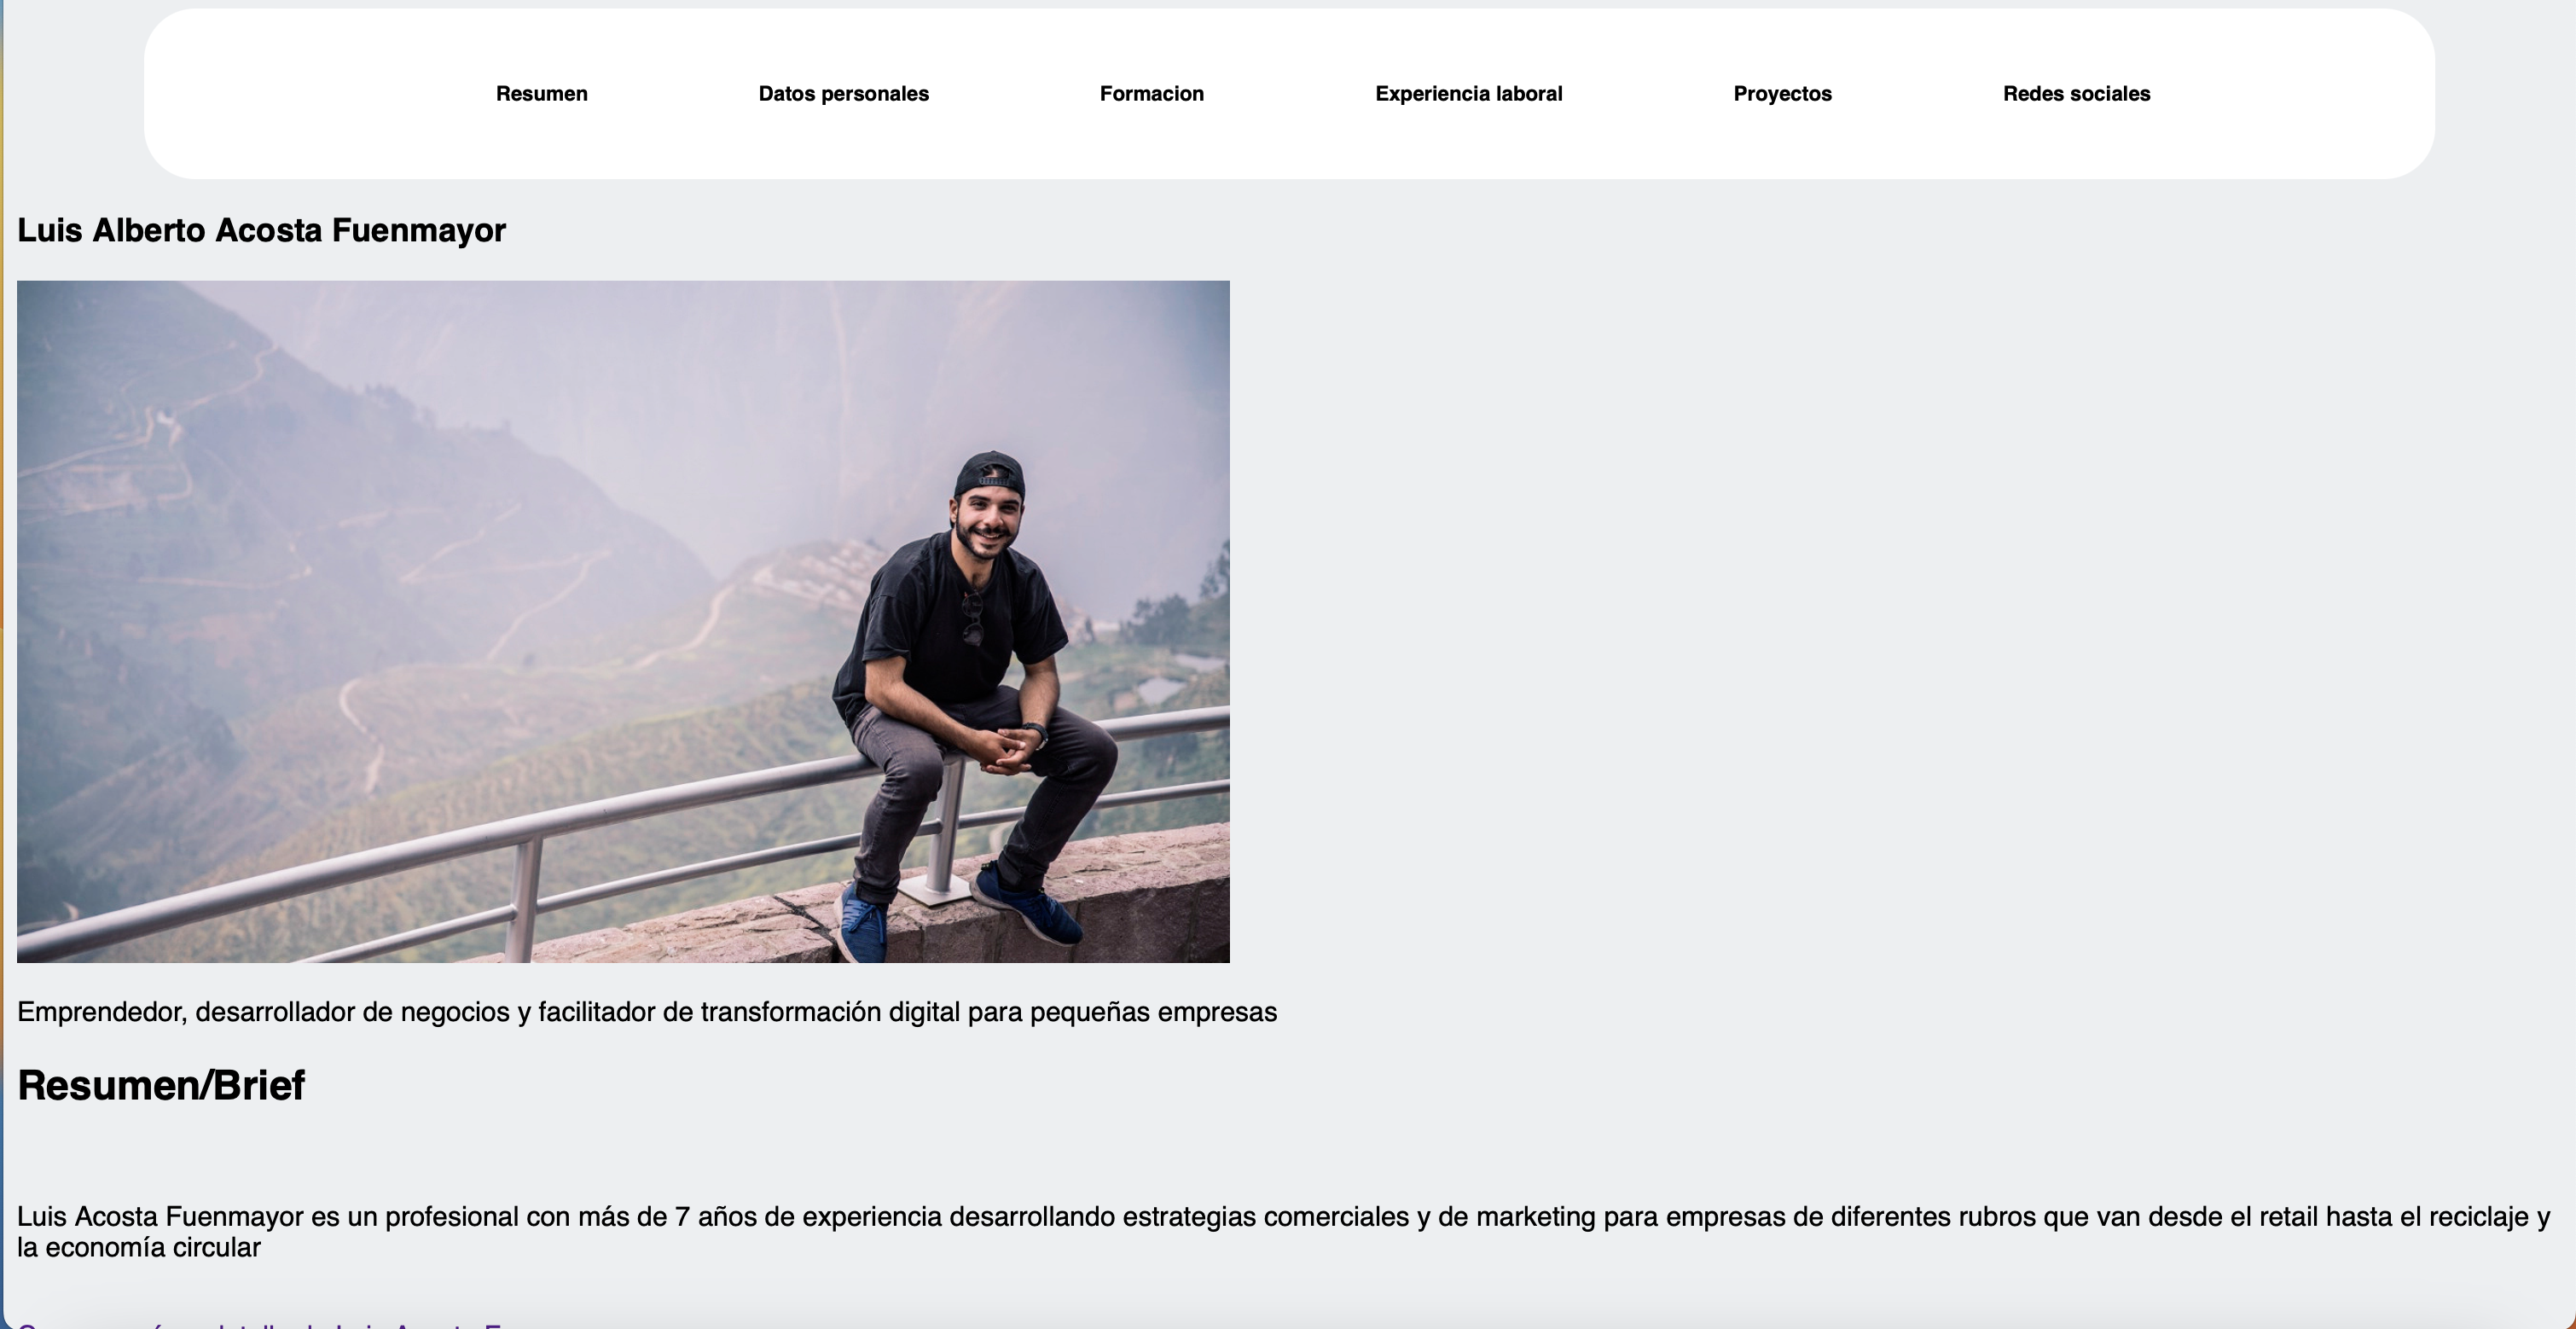 Resumen Datos personales Formacion Experiencia laboral Proyectos Redes sociales
Luis Alberto Acosta Fuenmayor
Emprendedor, desarrollador de negocios y facilitador de transformación digital para pequeñas empresas
Resumen/Brief
Luis Acosta Fuenmayor es un profesional con más de 7 años de experiencia desarrollando estrategias comerciales y de marketing para empresas de diferentes rubros que van desde el retail hasta el reciclaje y
la economía circular